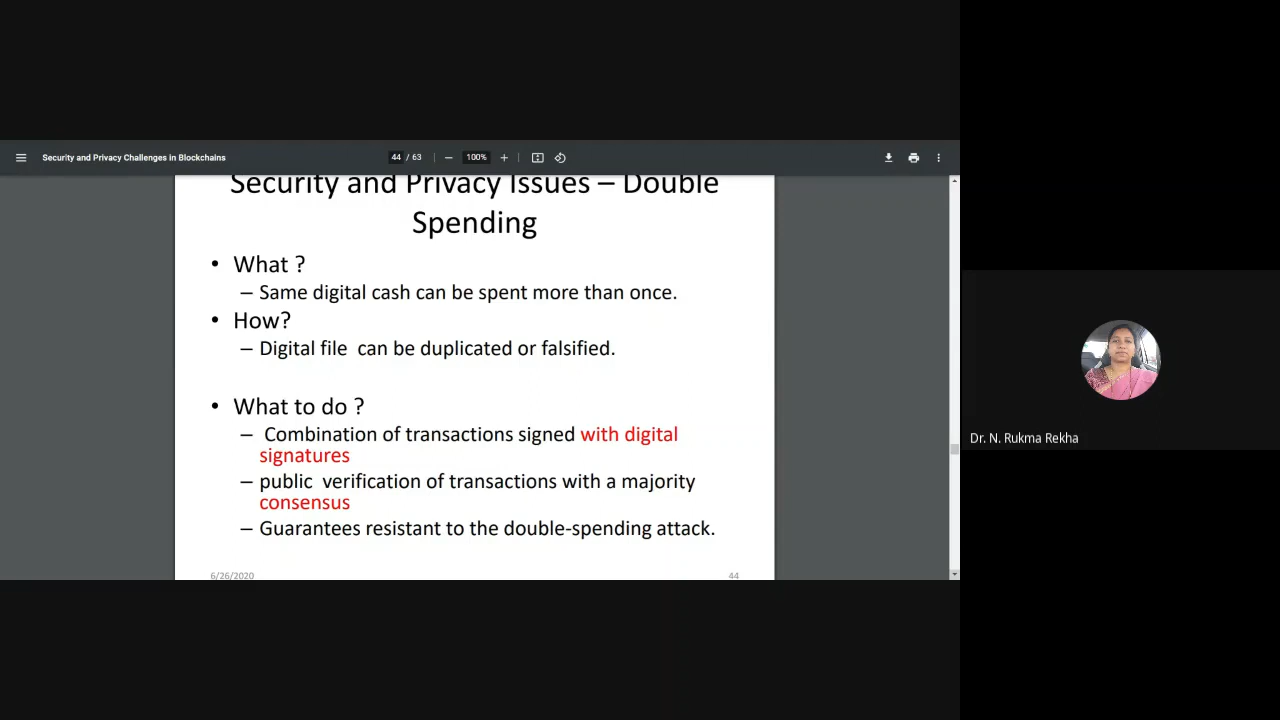 Security and Privacy Challenges in Blockchains
44 / 63
100%
Security and Privacy Issues – Double
Spending
• What ?
– Same digital cash can be spent more than once.
• How?
– Digital file can be duplicated or falsified.
• What to do ?
– Combination of transactions signed with digital
signatures
– public verification of transactions with a majority
consensus
– Guarantees resistant to the double-spending attack.
6/26/2020
44
Dr. N. Rukma Rekha